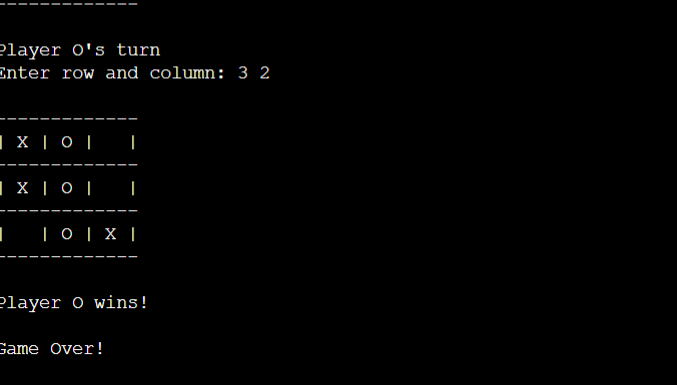 -------------
Player O's turn
Enter row and column: 3 2
-------------
| X | O |   |
-------------
| X | O |   |
-------------
|   | O | X |
-------------
Player O wins!
Game Over!